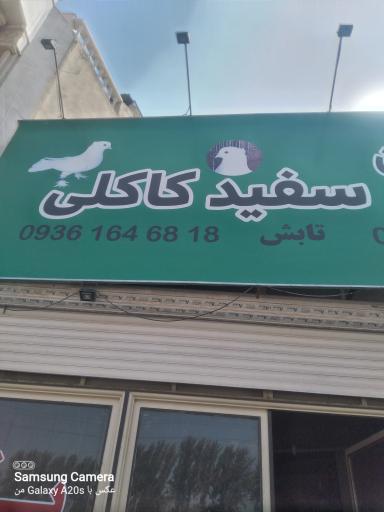 سفید کاکلی
تابش 0936 164 68 18
Samsung Camera
عکس با Galaxy A20s من